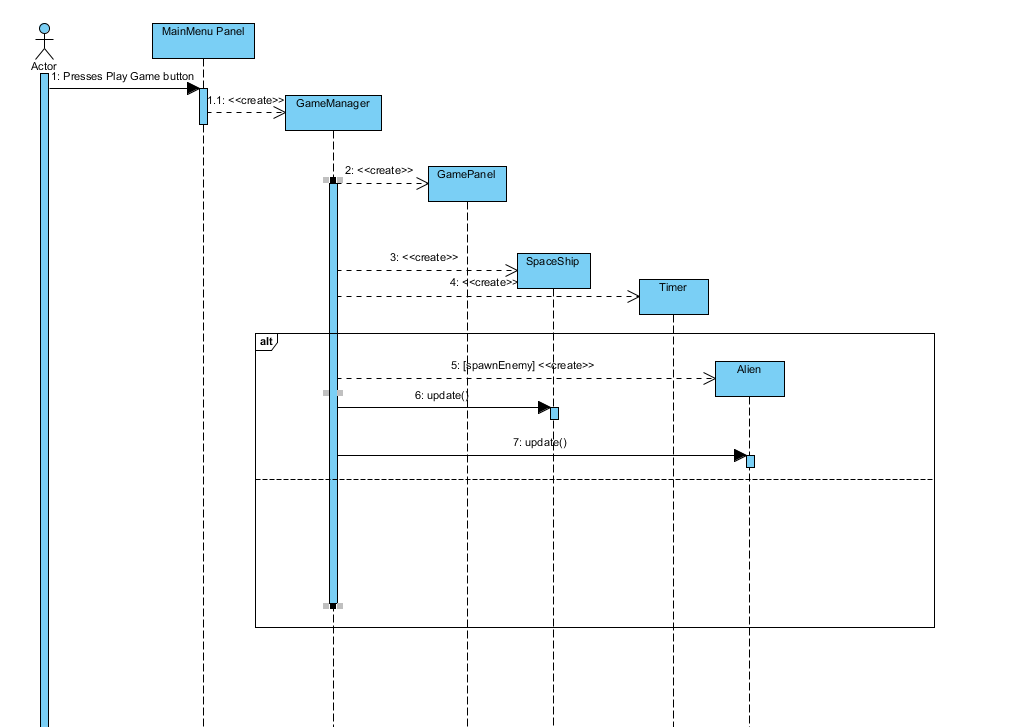 MainMenu Panel
Actor
1: Presses Play Game button
1.1: <<create>>
GameManager
2: <<create>>
GamePanel
3: <<create>>
SpaceShip
4: <<create>>
Timer
alt
5: [spawnEnemy] <<create>>
Alien
6: update()
7: update()